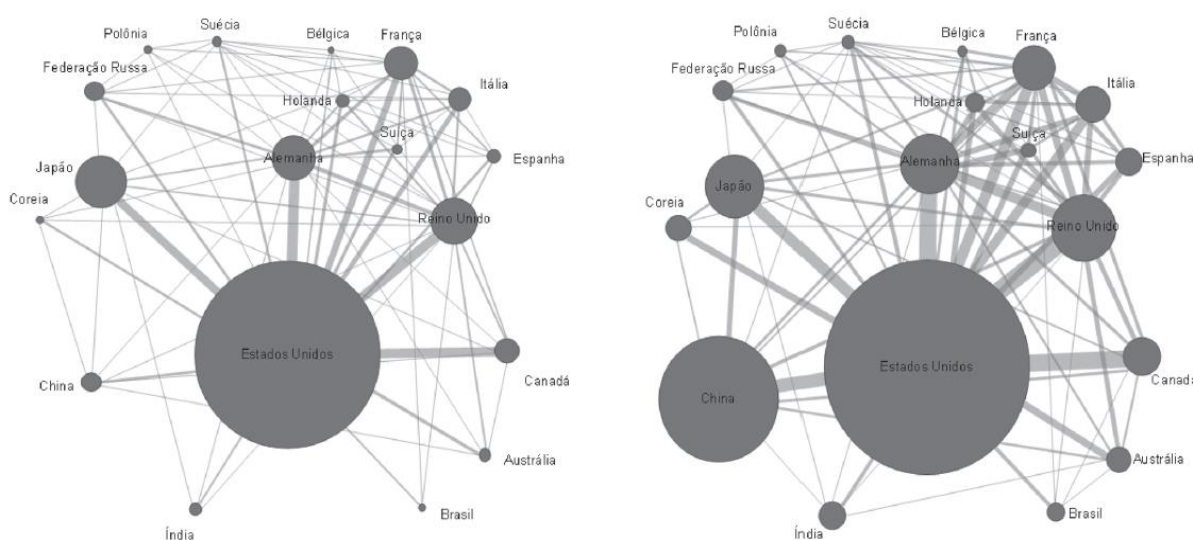 Suécia
Polônia
Bélgica
França
Federação Russa
Itália
Holanda
Suíça
Alemanha
Espanha
Japão
Coreia
Reino Unido
Estados Unidos
Canadá
China
Austrália
Brasil
Índia
Suécia
Polônia
Bélgica
França
Federação Russa
Itália
Holanda
Suíça
Alemanha
Espanha
Japão
Coreia
Reino Unido
Estados Unidos
Canadá
China
Austrália
Brasil
Índia